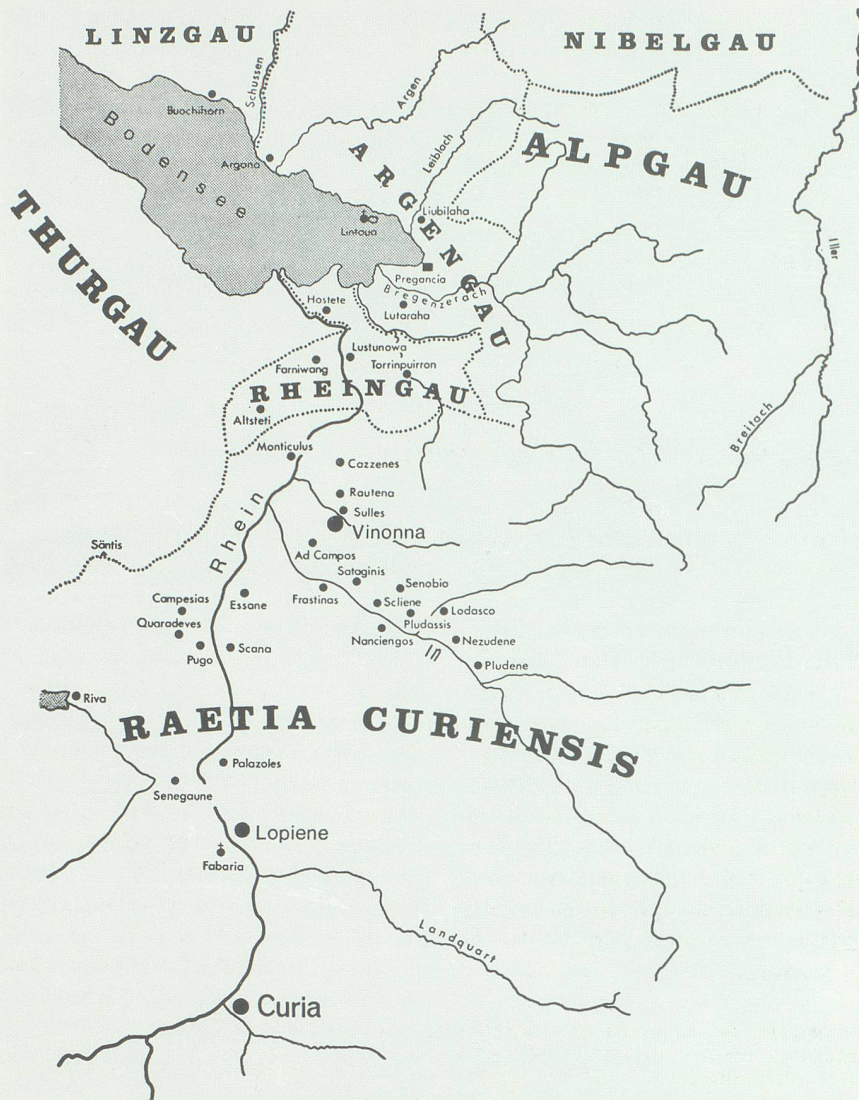 LINZGAU
NIBELGAU
Schussen
Argen
Buochihorn
Bodensee
Argona
ARGENGAU
Leiblach
ALPGAU
THURGAU
Liubilaha
Lintoua
Iller
Pregancia
Bregenzerach
Hostete
Lutaraha
Lustunowa
Farniwang
Torrinpuirron
RHEINGAU
Altsteti
Breitach
Monticulus
Cazzenes
Rautena
Sulles
Vinonna
Rhein
Säntis
Ad Campos
Sataginis
Senobio
Campesias
Essane
Frastinas
Scliene
Lodasco
Quaradeves
Pludassis
Nanciengos
Nezudene
Pugo
Scana
In
Pludene
Riva
RAETIA CURIENSIS
Palazoles
Senegaune
Lopiene
Fabaria
Landquart
Curia